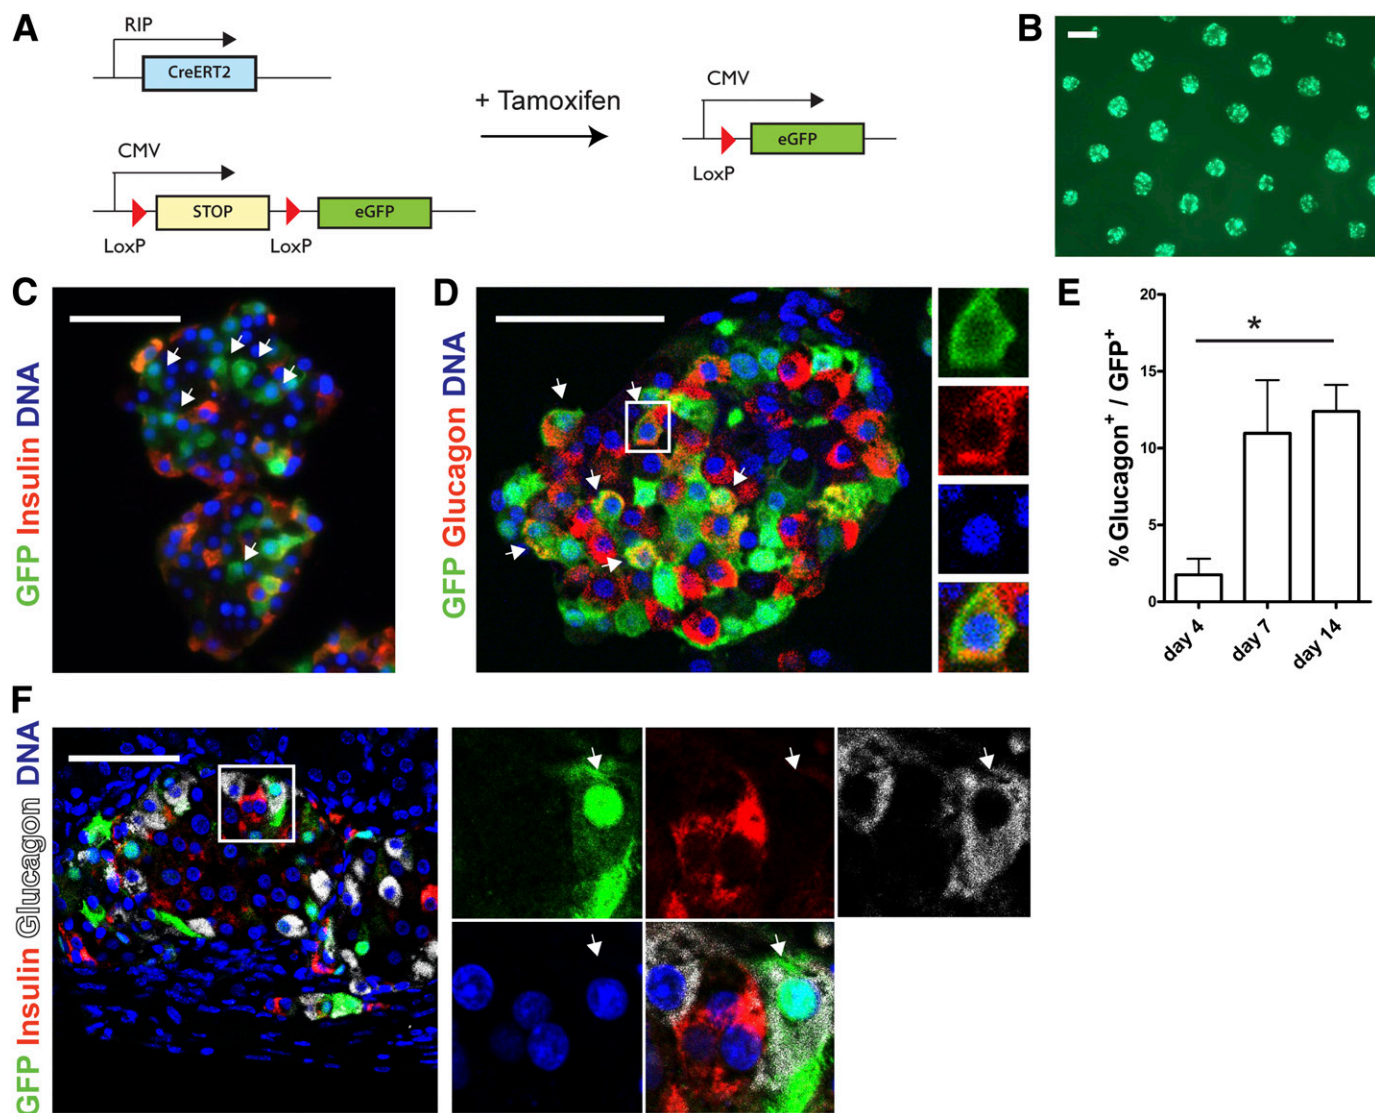 A
RIP
CreERT2
CMV
STOP
eGFP
LoxP
LoxP
+ Tamoxifen
CMV
eGFP
LoxP
B
C
GFP Insulin DNA
D
GFP Glucagon DNA
E
% Glucagon+ / GFP+
20
15
10
5
0
*
day 4
day 7
day 14
F
GFP Insulin Glucagon DNA